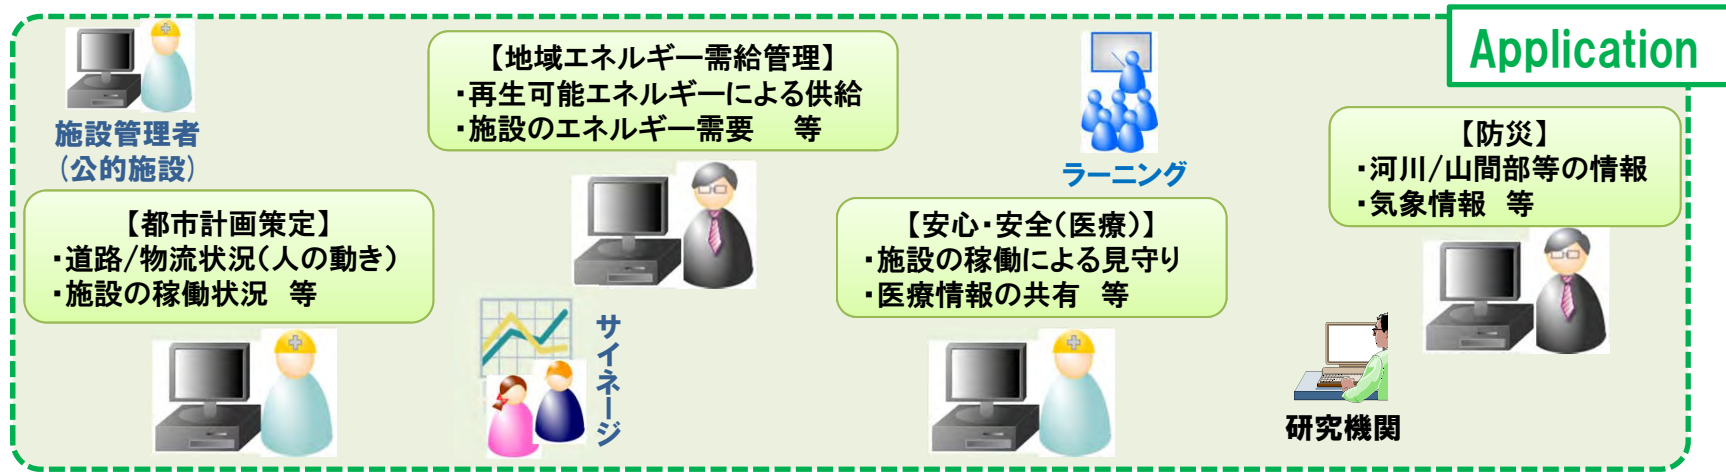 Application
施設管理者
(公的施設)
【都市計画策定】
・道路/物流状況(人の動き)
・施設の稼働状況　等
【地域エネルギー需給管理】
・再生可能エネルギーによる供給
・施設のエネルギー需要　等
サイネージ
ラーニング
【安心・安全(医療)】
・施設の稼働による見守り
・医療情報の共有　等
【防災】
・河川/山間部等の情報
・気象情報　等
研究機関